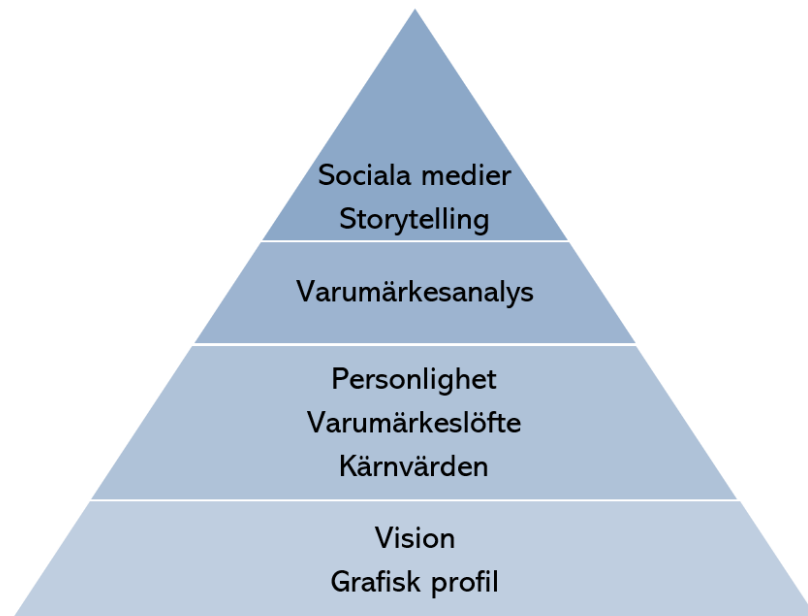 Sociala medier
Storytelling
Varumärkesanalys
Personlighet
Varumärkeslöfte
Kärnvärden
Vision
Grafisk profil